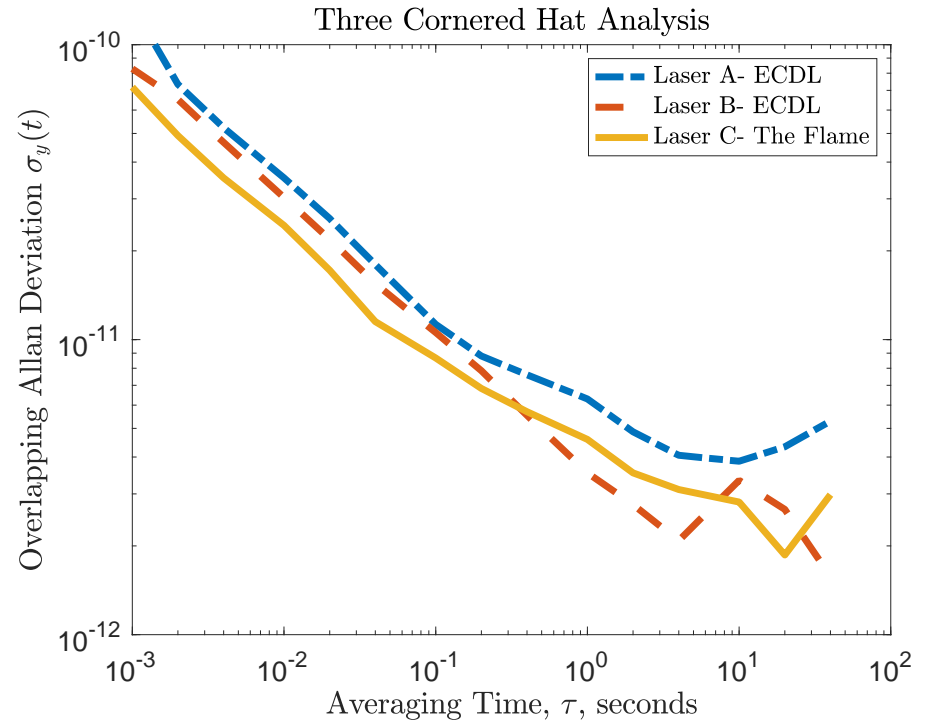 Three Cornered Hat Analysis
Overlapping Allan Deviation σ_y(t)
10^-10
10^-11
10^-12
Laser A- ECDL
Laser B- ECDL
Laser C- The Flame
10^-3
10^-2
10^-1
10^0
10^1
10^2
Averaging Time, τ, seconds